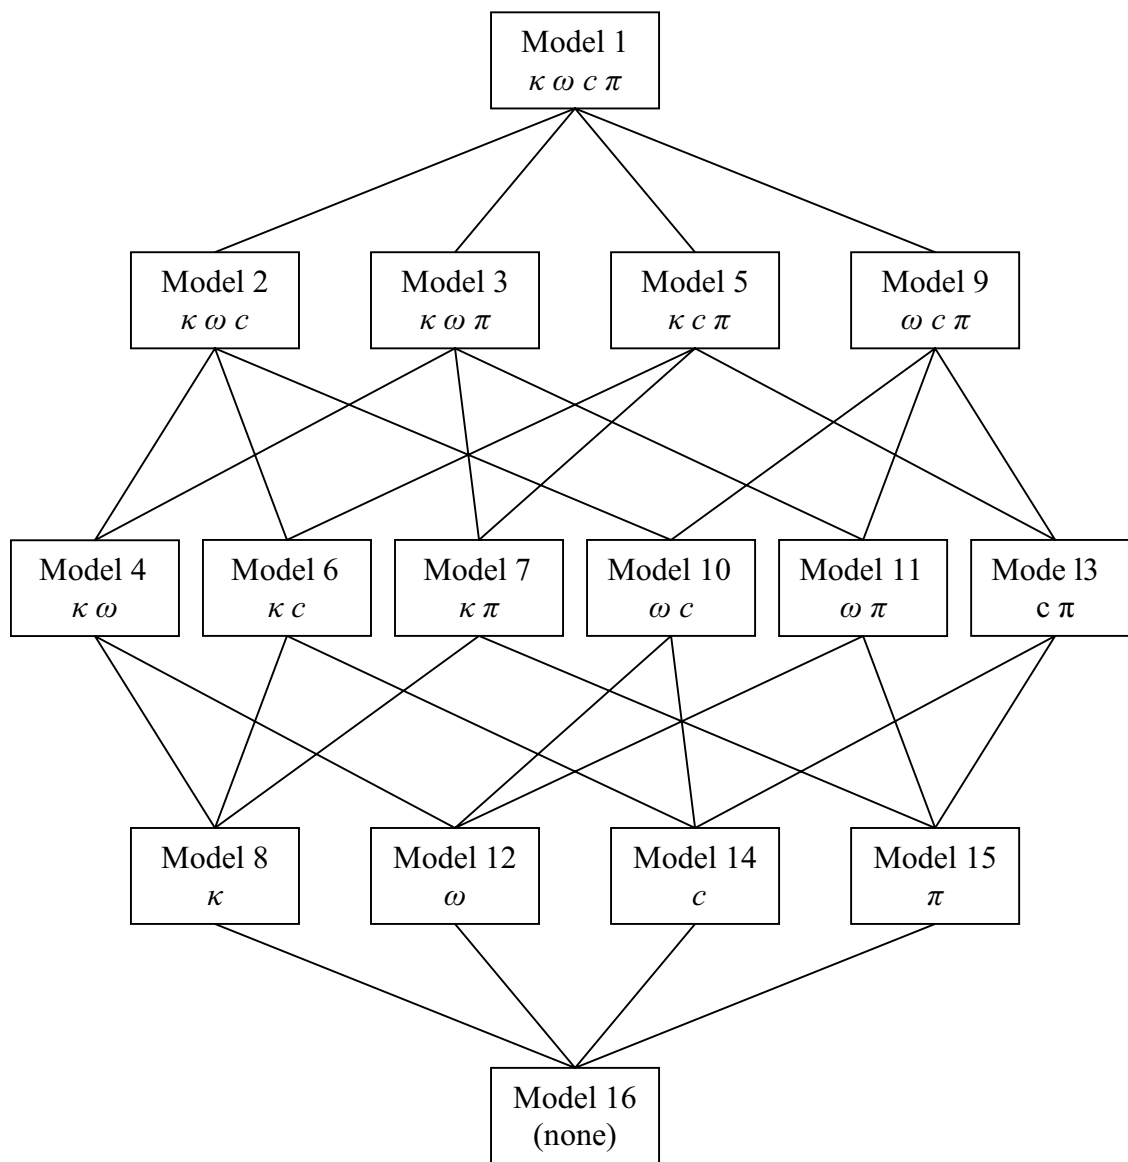 Model 1
κ ω c π
Model 2
κ ω c
Model 3
κ ω π
Model 5
κ c π
Model 9
ω c π
Model 4
κ ω
Model 6
κ c
Model 7
κ π
Model 10
ω c
Model 11
ω π
Mode l3
c π
Model 8
κ
Model 12
ω
Model 14
c
Model 15
π
Model 16
(none)